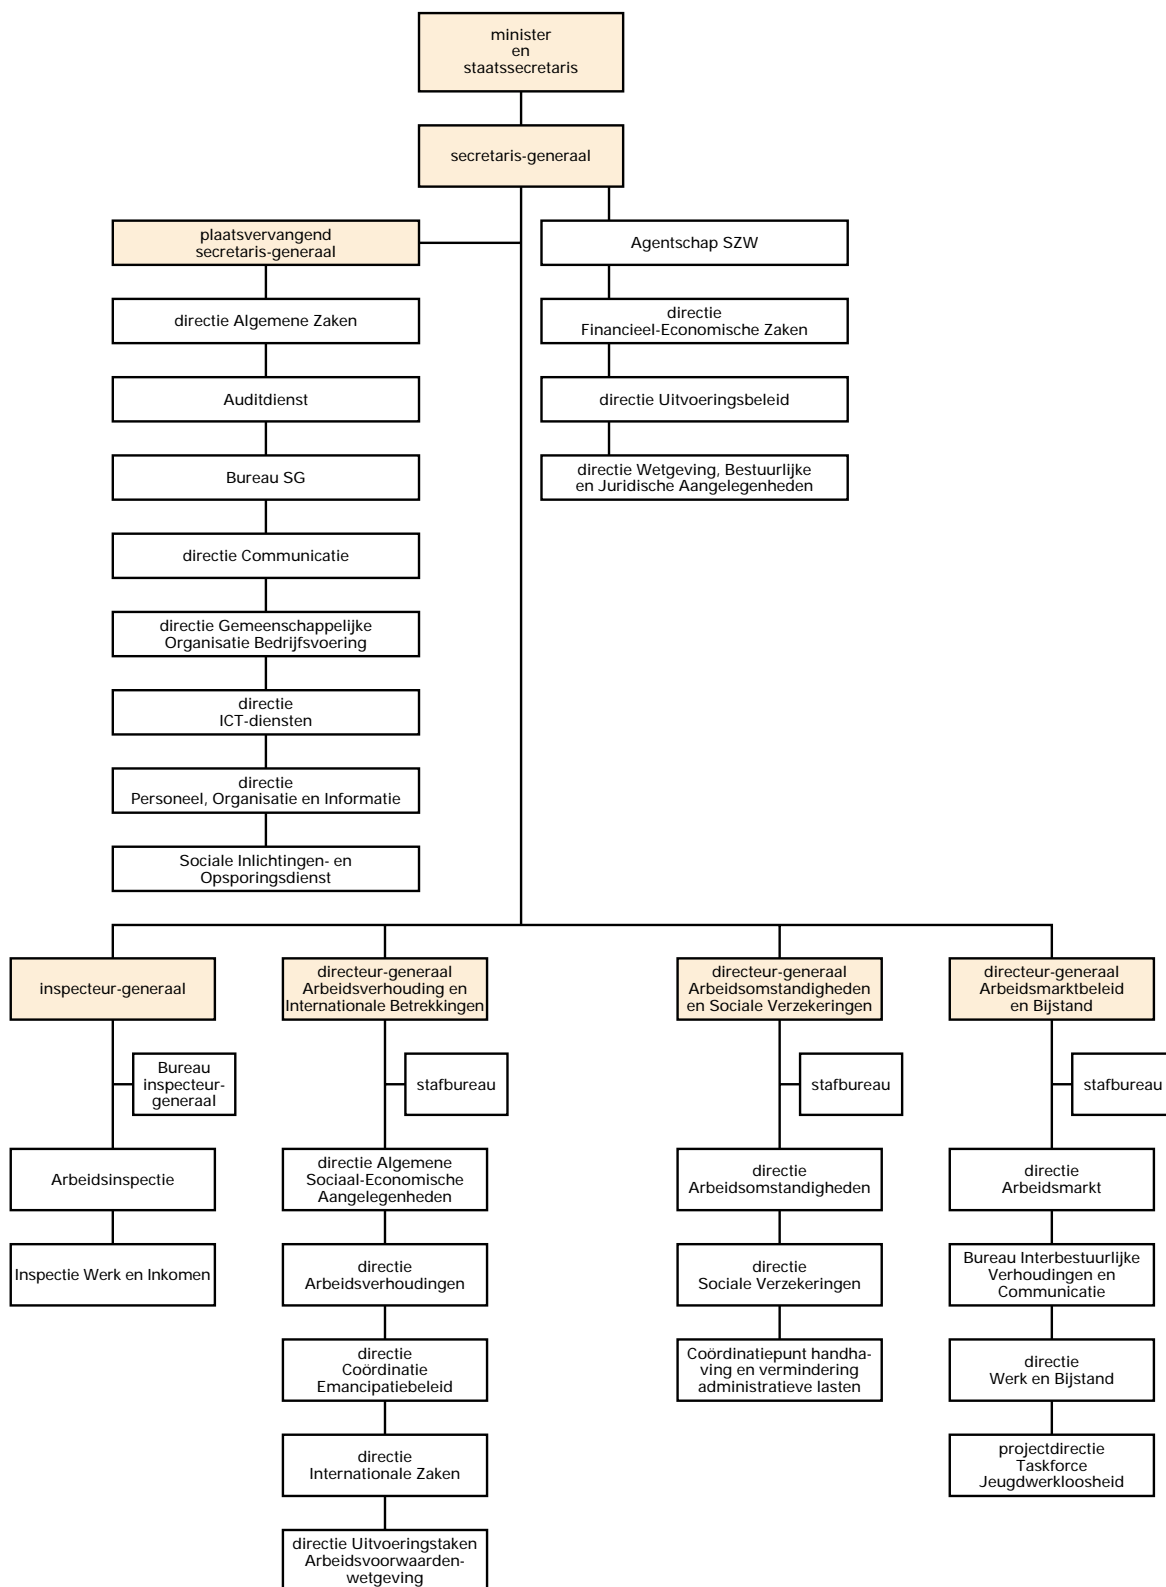 minister
en
staatssecretaris
secretaris-generaal
plaatsvervangend
secretaris-generaal
Agentschap SZW
directie Algemene Zaken
directie
Financieel-Economische Zaken
Auditdienst
directie Uitvoeringsbeleid
Bureau SG
directie Wetgeving, Bestuurlijke
en Juridische Aangelegenheden
directie Communicatie
directie Gemeenschappelijke
Organisatie Bedrijfsvoering
directie
ICT-diensten
directie
Personeel, Organisatie en Informatie
Sociale Inlichtingen- en
Opsporingsdienst
inspecteur-generaal
directeur-generaal
Arbeidsverhouding en
Internationale Betrekkingen
directeur-generaal
Arbeidsomstandigheden
en Sociale Verzekeringen
directeur-generaal
Arbeidsmarktbeleid
en Bijstand
Bureau
inspecteur-
generaal
stafbureau
stafbureau
stafbureau
Arbeidsinspectie
directie Algemene
Sociaal-Economische
Aangelegenheden
directie
Arbeidsomstandigheden
directie
Arbeidsmarkt
Inspectie Werk en Inkomen
directie
Arbeidsverhoudingen
directie
Sociale Verzekeringen
Bureau Interbestuurlijke
Verhoudingen en
Communicatie
directie
Coördinatie
Emancipatiebeleid
Coördinatiepunt handha-
ving en vermindering
administratieve lasten
directie
Werk en Bijstand
directie
Internationale Zaken
projectdirectie
Taskforce
Jeugdwerkloosheid
directie Uitvoeringstaken
Arbeidsvoorwaarden-
wetgeving